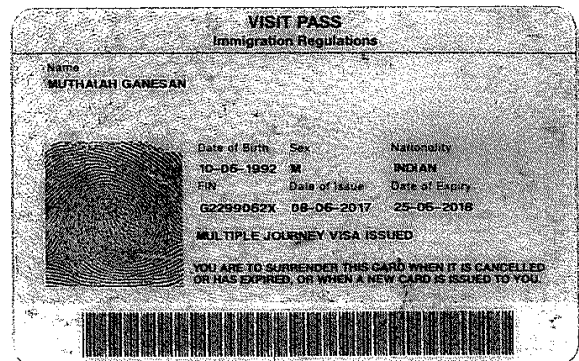 VISIT PASS
Immigration Regulations
Name
MUTHAIAH GANESAN
Date of Birth Sex Nationality
10-05-1992 M INDIAN
FIN Date of Issue Date of Expiry
G2299052X 08-06-2017 25-05-2018
MULTIPLE JOURNEY VISA ISSUED
YOU ARE TO SURRENDER THIS CARD WHEN IT IS CANCELLED
OR HAS EXPIRED, OR WHEN A NEW CARD IS ISSUED TO YOU.